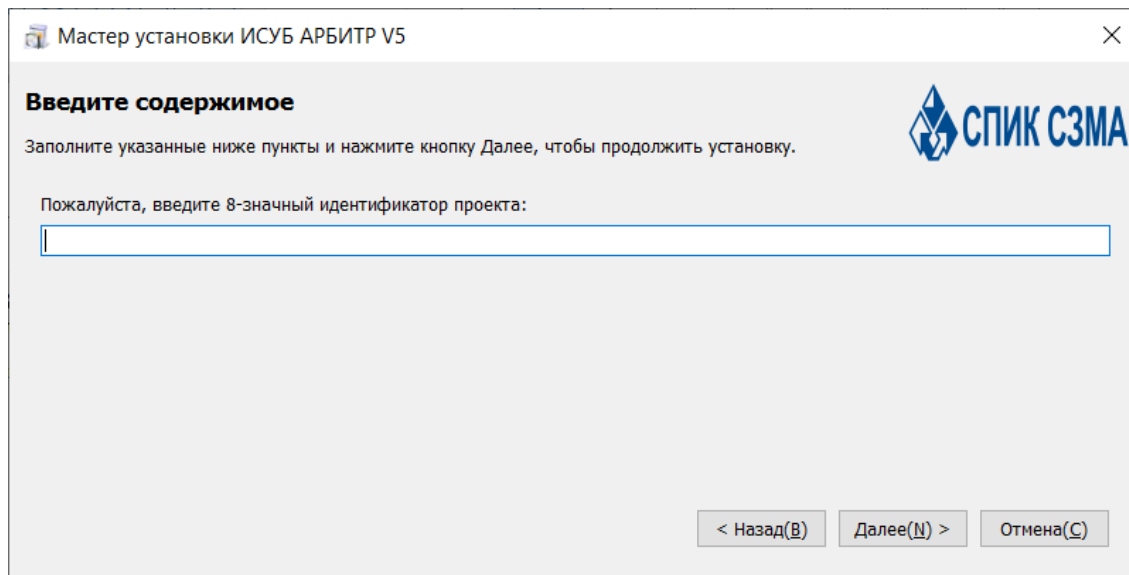 Мастер установки ИСУБ АРБИТР V5
Введите содержимое
СПИК СЗМА
Заполните указанные ниже пункты и нажмите кнопку Далее, чтобы продолжить установку.
Пожалуйста, введите 8-значный идентификатор проекта:
< Назад(B) Далее(N) > Отмена(C)